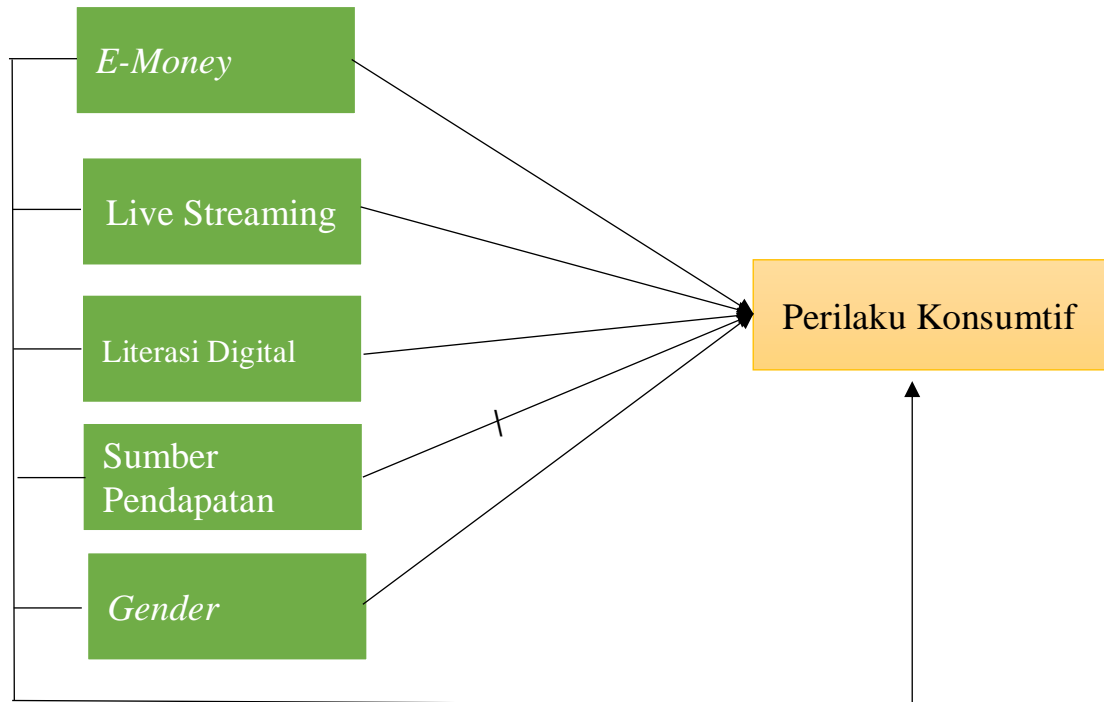 E-Money
Live Streaming
Literasi Digital
Sumber
Pendapatan
Gender
Perilaku Konsumtif